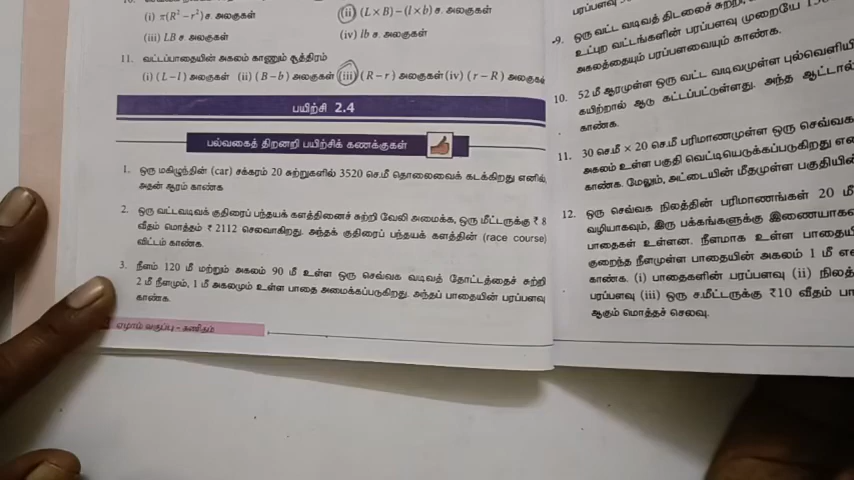 (i) π(R² – r²) ச. அலகுகள் (ii) (L × B) – (l × b) ச. அலகுகள்
(iii) LB ச. அலகுகள் (iv) lb ச. அலகுகள்
11. வட்டப்பாதையின் அகலம் காணும் சூத்திரம்
(i) (L – l) அலகுகள் (ii) (B – b) அலகுகள் (iii) (R – r) அலகுகள் (iv) (r – R) அலகுகள்
பயிற்சி 2.4
பல்வகைத் திறனறி பயிற்சிக் கணக்குகள்
1. ஒரு மகிழுந்தின் (car) சக்கரம் 20 சுற்றுகளில் 3520 செ.மீ தொலைவைக் கடக்கிறது எனில்,
அதன் ஆரம் காண்க.
2. ஒரு வட்டவடிவக் குதிரைப் பந்தயக் களத்தினைச் சுற்றி வேலி அமைக்க, ஒரு மீட்டருக்கு ₹ 8
வீதம் மொத்தம் ₹ 2112 செலவாகிறது. அந்தக் குதிரைப் பந்தயக் களத்தின் (race course)
விட்டம் காண்க.
3. நீளம் 120 மீ மற்றும் அகலம் 90 மீ உள்ள ஒரு செவ்வக வடிவத் தோட்டத்தைச் சுற்றி
2 மீ நீளமும், 1 மீ அகலமும் உள்ள பாதை அமைக்கப்படுகிறது. அந்தப் பாதையின் பரப்பளவு
காண்க.
ஏழாம் வகுப்பு – கணிதம்
பரப்பளவு
9. ஒரு வட்ட வடிவத் திடலைச்
உட்புற வட்டங்களின் பரப்பளவு முறையே
அகலத்தையும் பரப்பளவையும் காண்க.
10. 52 மீ ஆரமுள்ள ஒரு வட்ட வடிவமுள்ள புல்வெளியி
கயிற்றால் ஆடு கட்டப்பட்டுள்ளது. அந்த ஆட்டால்
காண்க.
11. 30 செ.மீ × 20 செ.மீ பரிமாணமுள்ள ஒரு செவ்வக
அகலம் உள்ள பகுதி வெட்டியெடுக்கப்படுகிறது
காண்க. மேலும், அட்டையின் மீதமுள்ள பகுதியின்
12. ஒரு செவ்வக நிலத்தின் பரிமாணங்கள் 20 மீ
வழியாகவும், இரு பக்கங்களுக்கு இணையாகவ
பாதைகள் உள்ளன. நீளமாக உள்ள பாதையி
குறைந்த நீளமுள்ள பாதையின் அகலம் 1 மீ
காண்க. (i) பாதைகளின் பரப்பளவு (ii) நிலத்
பரப்பளவு (iii) ஒரு ச.மீட்டருக்கு ₹10 வீதம் பா
ஆகும் மொத்தச் செலவு.